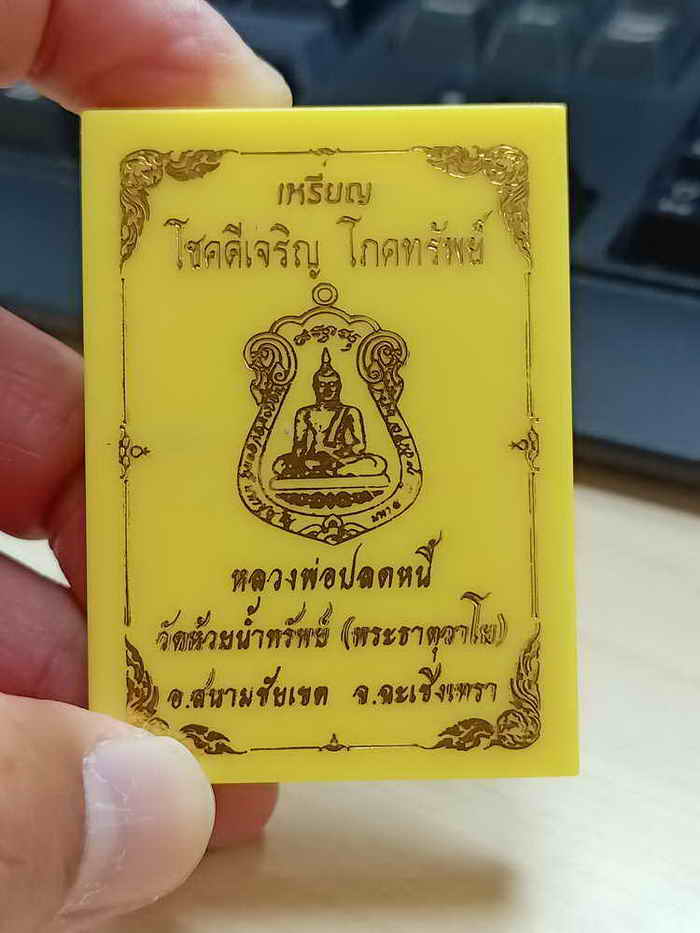 เหรียญ
โชคดีเจริญ โภคทรัพย์
หลวงพ่อปลดหนี้
วัดห้วยน้ำทรัพย์ (พระธาตุวาโย)
อ.สนามชัยเขต จ.ฉะเชิงเทรา